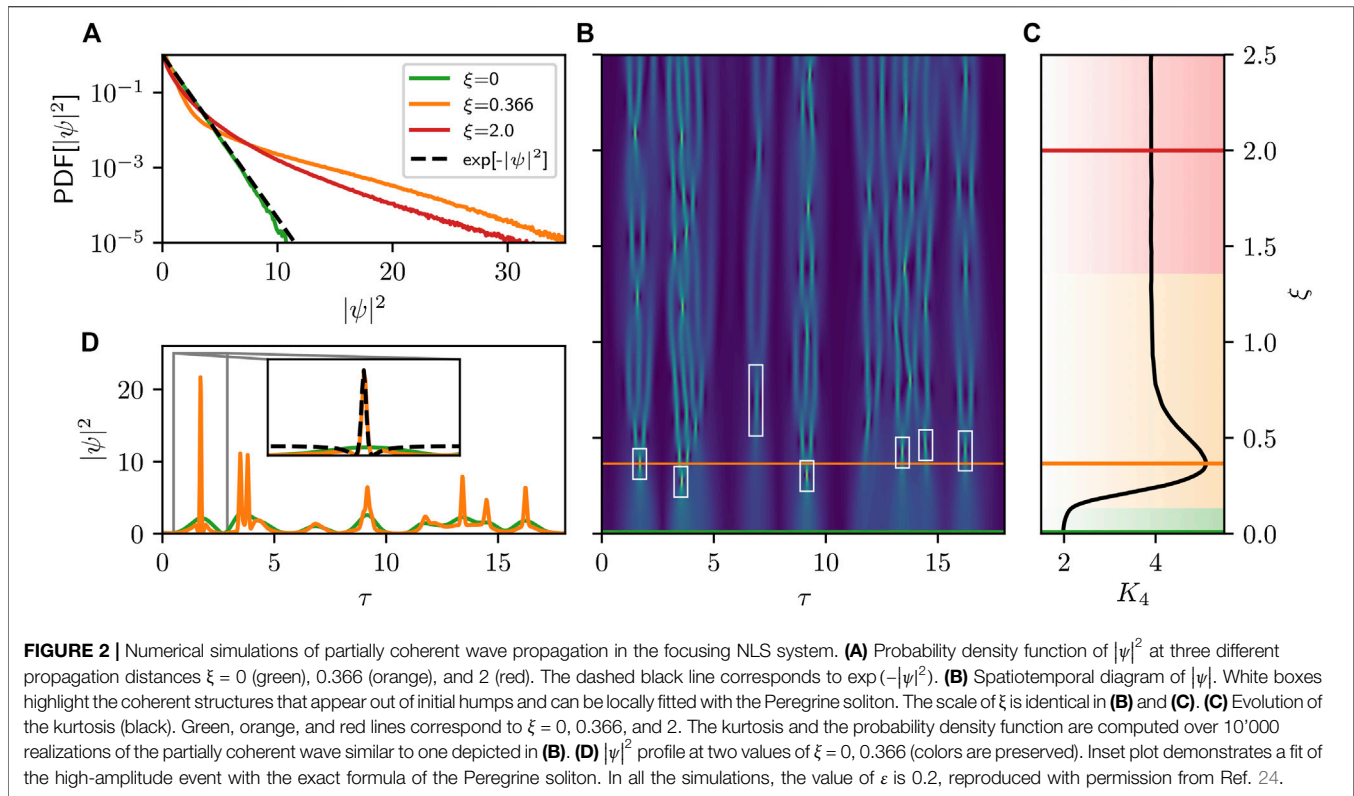 A
B
C
PDF[|ψ|²]
10⁻¹
10⁻³
10⁻⁵
ξ=0
ξ=0.366
ξ=2.0
exp[-|ψ|²]
0 10 20 30
|ψ|²
D
|ψ|²
20
10
0
0 5 10 15
τ
0 5 10 15
τ
2.5
2.0
1.5
1.0
0.5
0.0
ξ
2 4
K₄
FIGURE 2 | Numerical simulations of partially coherent wave propagation in the focusing NLS system. (A) Probability density function of |ψ|² at three different
propagation distances ξ = 0 (green), 0.366 (orange), and 2 (red). The dashed black line corresponds to exp(−|ψ|²). (B) Spatiotemporal diagram of |ψ|. White boxes
highlight the coherent structures that appear out of initial humps and can be locally fitted with the Peregrine soliton. The scale of ξ is identical in (B) and (C). (C) Evolution of
the kurtosis (black). Green, orange, and red lines correspond to ξ = 0, 0.366, and 2. The kurtosis and the probability density function are computed over 10'000
realizations of the partially coherent wave similar to one depicted in (B). (D) |ψ|² profile at two values of ξ = 0, 0.366 (colors are preserved). Inset plot demonstrates a fit of
the high-amplitude event with the exact formula of the Peregrine soliton. In all the simulations, the value of ε is 0.2, reproduced with permission from Ref. 24.